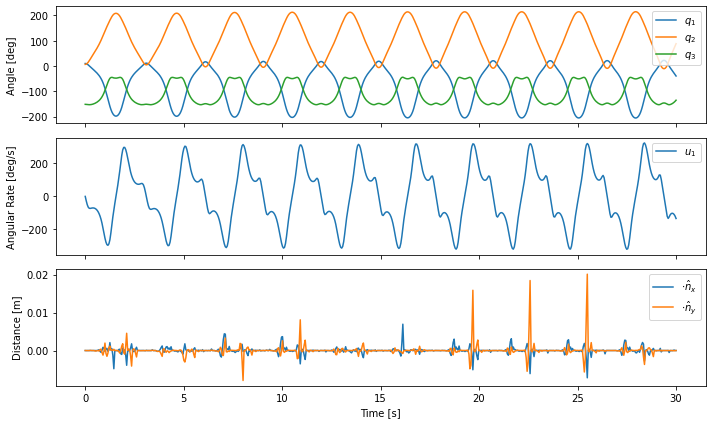 200
100
0
−100
−200
Angle [deg]
q₁
q₂
q₃
200
0
−200
Angular Rate [deg/s]
u₁
0.02
0.01
0.00
Distance [m]
·n̂ₓ
·n̂ᵧ
0 5 10 15 20 25 30
Time [s]